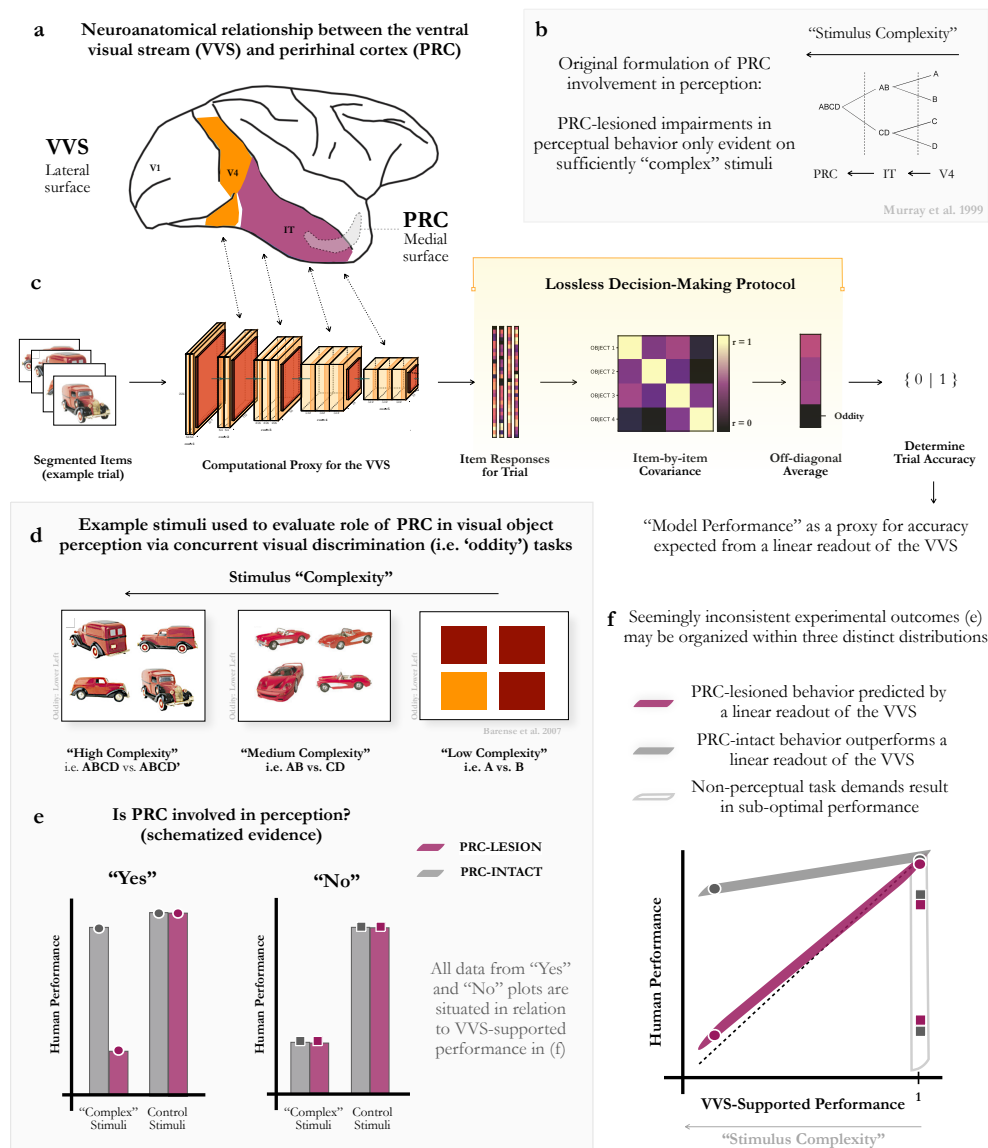 a
Neuroanatomical relationship between the ventral
visual stream (VVS) and perirhinal cortex (PRC)
VVS
Lateral
surface
V1
V4
IT
PRC
Medial
surface
b
"Stimulus Complexity"
Original formulation of PRC
involvement in perception:
PRC-lesioned impairments in
perceptual behavior only evident on
sufficiently "complex" stimuli
A
AB
B
ABCD
C
CD
D
PRC
IT
V4
Murray et al. 1999
c
Lossless Decision-Making Protocol
OBJECT 1
OBJECT 2
OBJECT 3
OBJECT 4
r = 1
r = 0
Oddity
{ 0 | 1 }
Segmented Items
(example trial)
Computational Proxy for the VVS
Item Responses
for Trial
Item-by-item
Covariance
Off-diagonal
Average
Determine
Trial Accuracy
"Model Performance" as a proxy for accuracy
expected from a linear readout of the VVS
d
Example stimuli used to evaluate role of PRC in visual object
perception via concurrent visual discrimination (i.e. 'oddity') tasks
Stimulus "Complexity"
Oddity: Lower Left
Oddity: Lower Left
Barense et al. 2007
"High Complexity"
i.e. ABCD vs. ABCD'
"Medium Complexity"
i.e. AB vs. CD
"Low Complexity"
i.e. A vs. B
e
Is PRC involved in perception?
(schematized evidence)
PRC-LESION
PRC-INTACT
"Yes"
"No"
Human Performance
"Complex"
Stimuli
Control
Stimuli
Human Performance
"Complex"
Stimuli
Control
Stimuli
All data from "Yes"
and "No" plots are
situated in relation
to VVS-supported
performance in (f)
f
Seemingly inconsistent experimental outcomes (e)
may be organized within three distinct distributions
PRC-lesioned behavior predicted by
a linear readout of the VVS
PRC-intact behavior outperforms a
linear readout of the VVS
Non-perceptual task demands result
in sub-optimal performance
Human Performance
VVS-Supported Performance
1
"Stimulus Complexity"